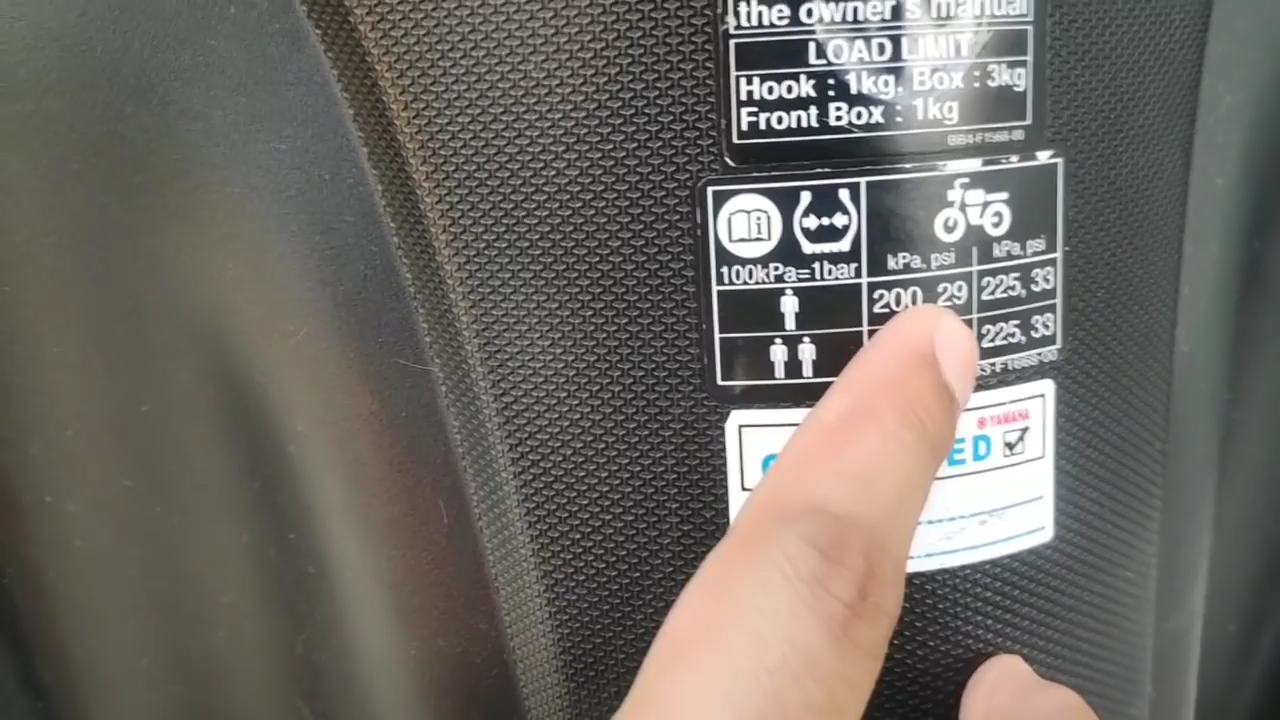 the owner's manual
LOAD LIMIT
Hook : 1kg. Box : 3kg
Front Box : 1kg
BB4-F1568-00
kPa, psi kPa, psi
100kPa=1bar
200, 29 225, 33
225, 33
YAMAHA
ED